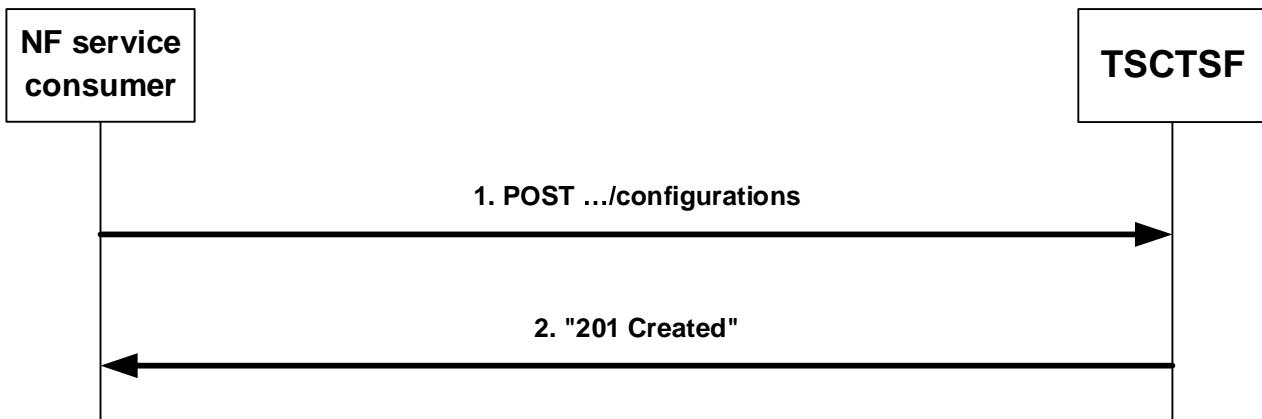 NF service
consumer
TSCTSF
1. POST …/configurations
2. "201 Created"